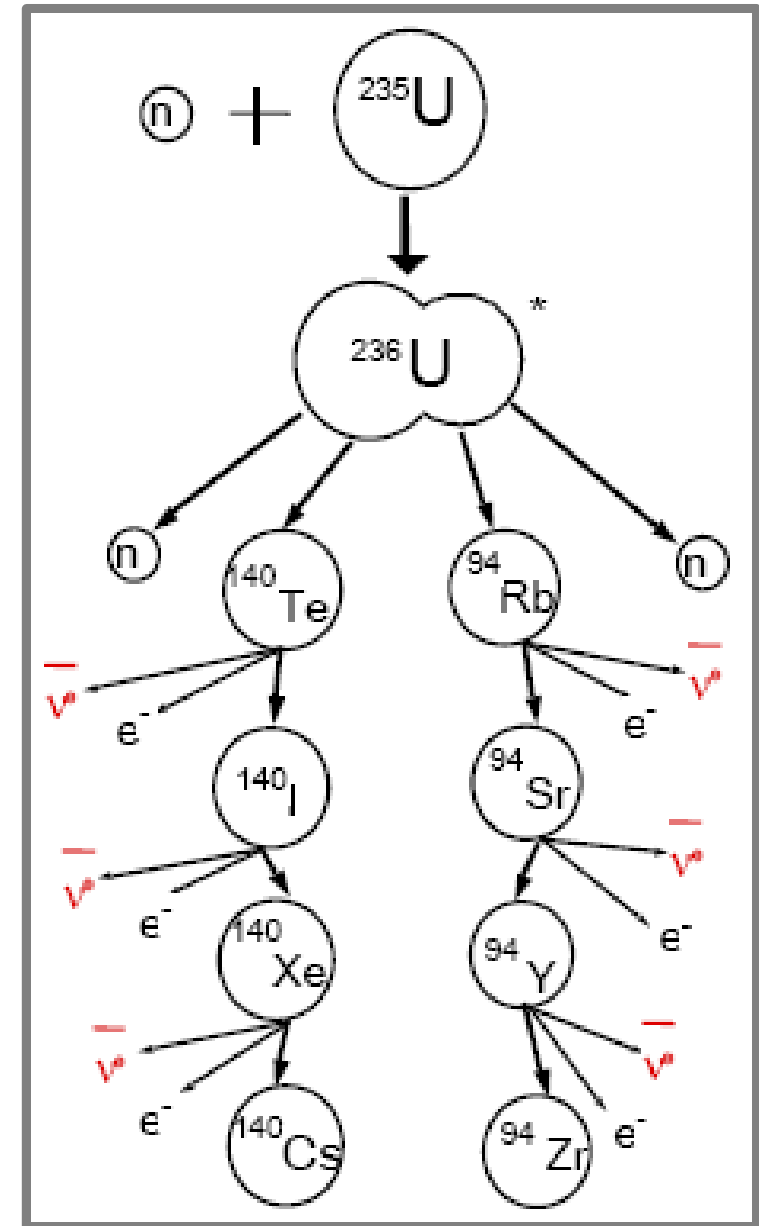 n + ²³⁵U
²³⁶U *
n ¹⁴⁰Te ⁹⁴Rb n
ν̅ᵉ e⁻ e⁻ ν̅ᵉ
¹⁴⁰I ⁹⁴Sr
ν̅ᵉ e⁻ ν̅ᵉ e⁻
¹⁴⁰Xe ⁹⁴Y
ν̅ᵉ e⁻ ν̅ᵉ e⁻
¹⁴⁰Cs ⁹⁴Zr